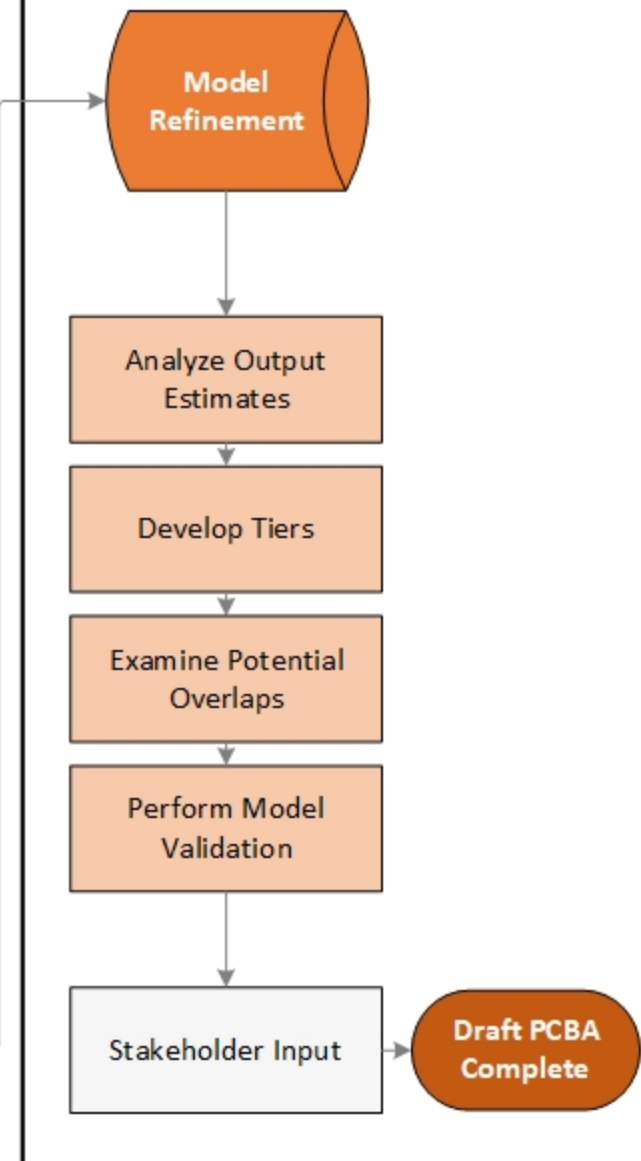 Model
Refinement
Analyze Output
Estimates
Develop Tiers
Examine Potential
Overlaps
Perform Model
Validation
Stakeholder Input
Draft PCBA
Complete